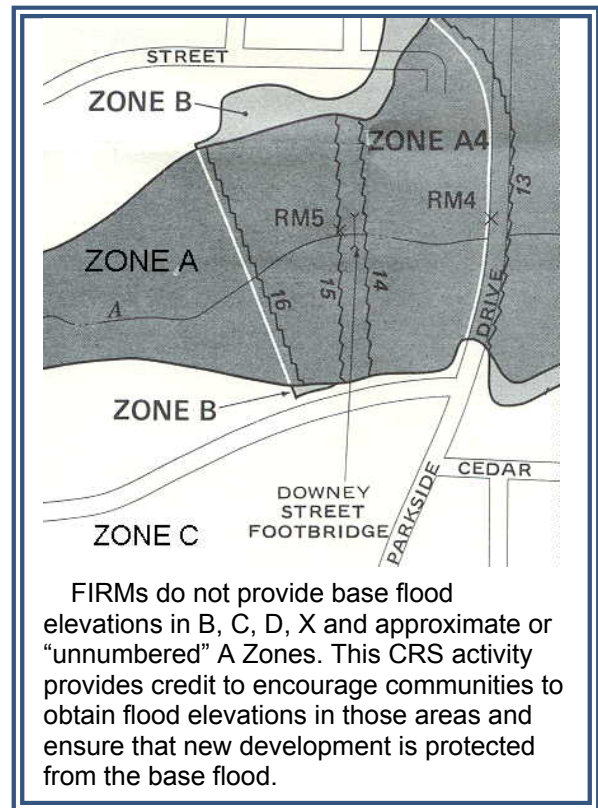 STREET
ZONE B
ZONE A4
13
RM5
RM4
ZONE A
A
16
15
14
DRIVE
ZONE B
CEDAR
DOWNEY
STREET
FOOTBRIDGE
PARKSIDE
ZONE C
FIRMs do not provide base flood
elevations in B, C, D, X and approximate or
“unnumbered” A Zones. This CRS activity
provides credit to encourage communities to
obtain flood elevations in those areas and
ensure that new development is protected
from the base flood.